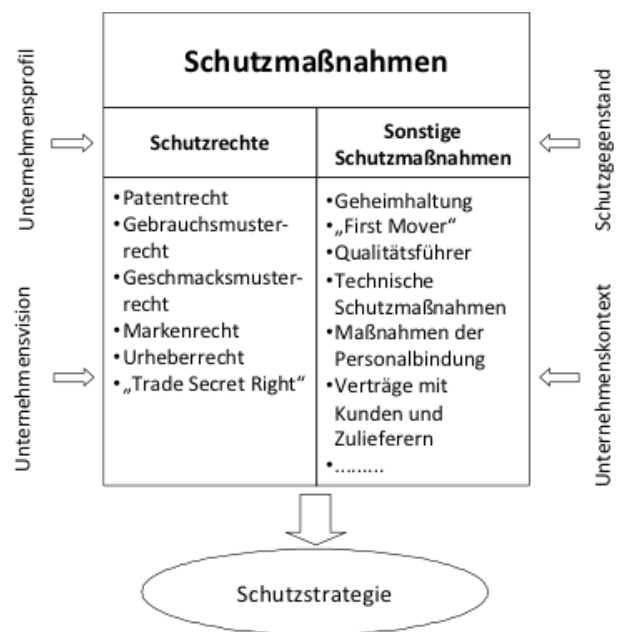 Schutzmaßnahmen
Unternehmensprofil
Unternehmensvision
Schutzrechte
•Patentrecht
•Gebrauchsmuster-
recht
•Geschmacksmuster-
recht
•Markenrecht
•Urheberrecht
•„Trade Secret Right“
Sonstige
Schutzmaßnahmen
•Geheimhaltung
•„First Mover“
•Qualitätsführer
•Technische
Schutzmaßnahmen
•Maßnahmen der
Personalbindung
•Verträge mit
Kunden und
Zulieferern
•.........
Schutzgegenstand
Unternehmenskontext
Schutzstrategie